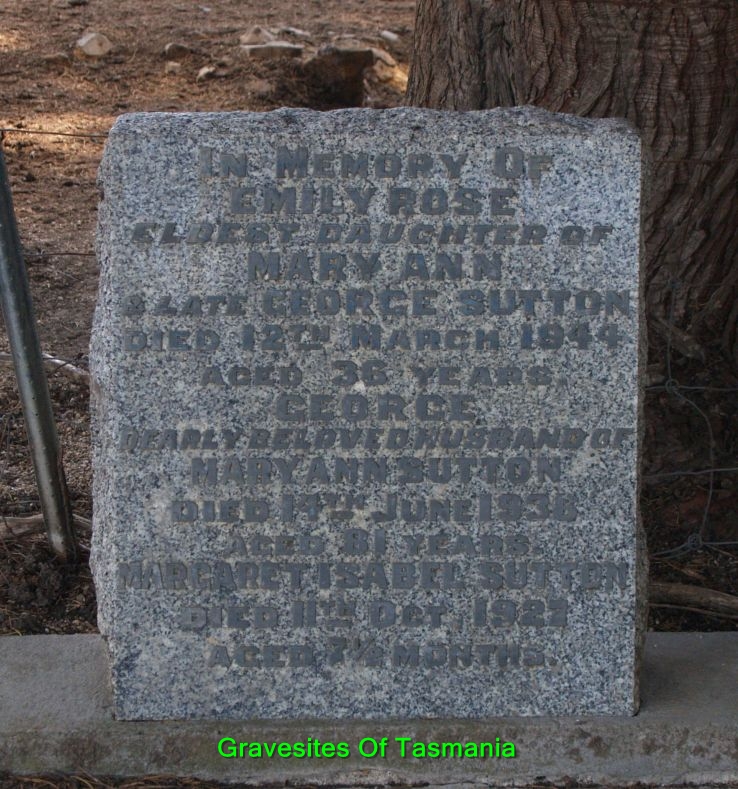 IN MEMORY OF
EMILY ROSE
ELDEST DAUGHTER OF
MARY ANN
& LATE GEORGE SUTTON
DIED 12TH MARCH 1944
AGED 36 YEARS.
GEORGE
DEARLY BELOVED HUSBAND OF
MARY ANN SUTTON
DIED 14TH JUNE 1936
AGED 81 YEARS.
MARGARET ISABEL SUTTON
DIED 11TH OCT. 1927
AGED 7½ MONTHS.
Gravesites Of Tasmania